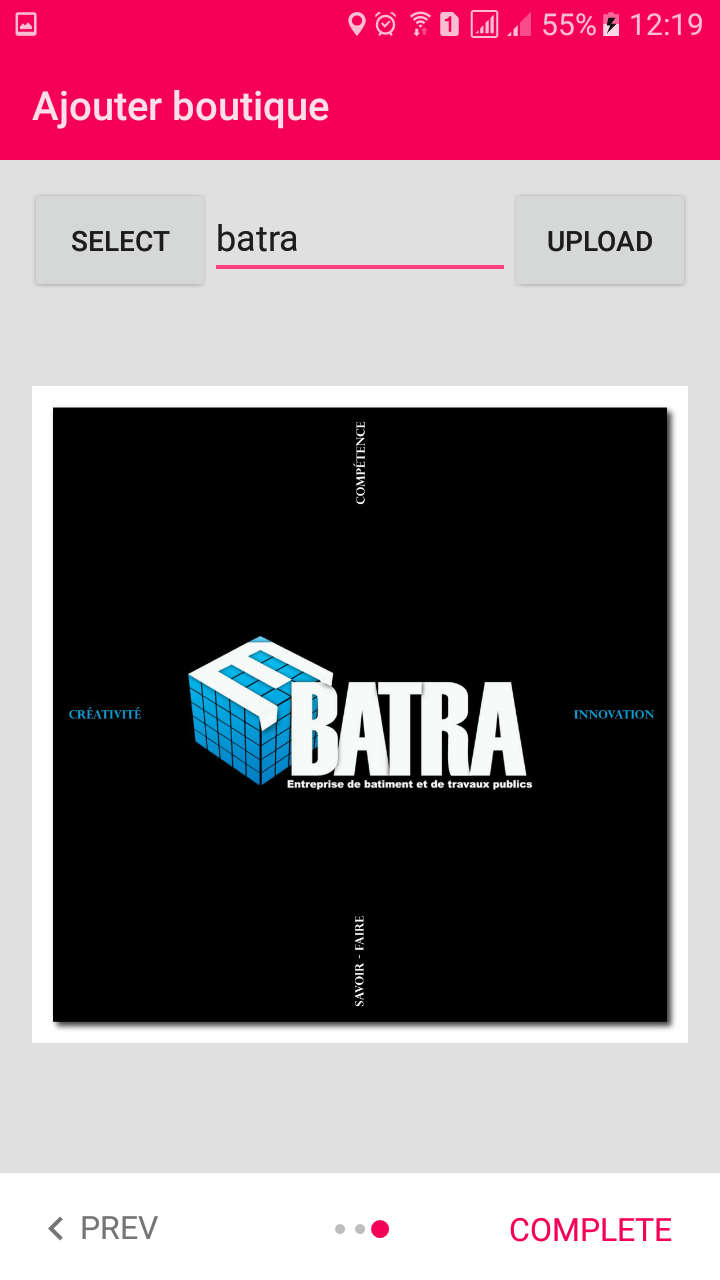 1 55% 12:19
Ajouter boutique
SELECT batra UPLOAD
COMPÉTENCE
CRÉATIVITÉ
BATRA
INNOVATION
Entreprise de batiment et de travaux publics
SAVOIR - FAIRE
PREV COMPLETE